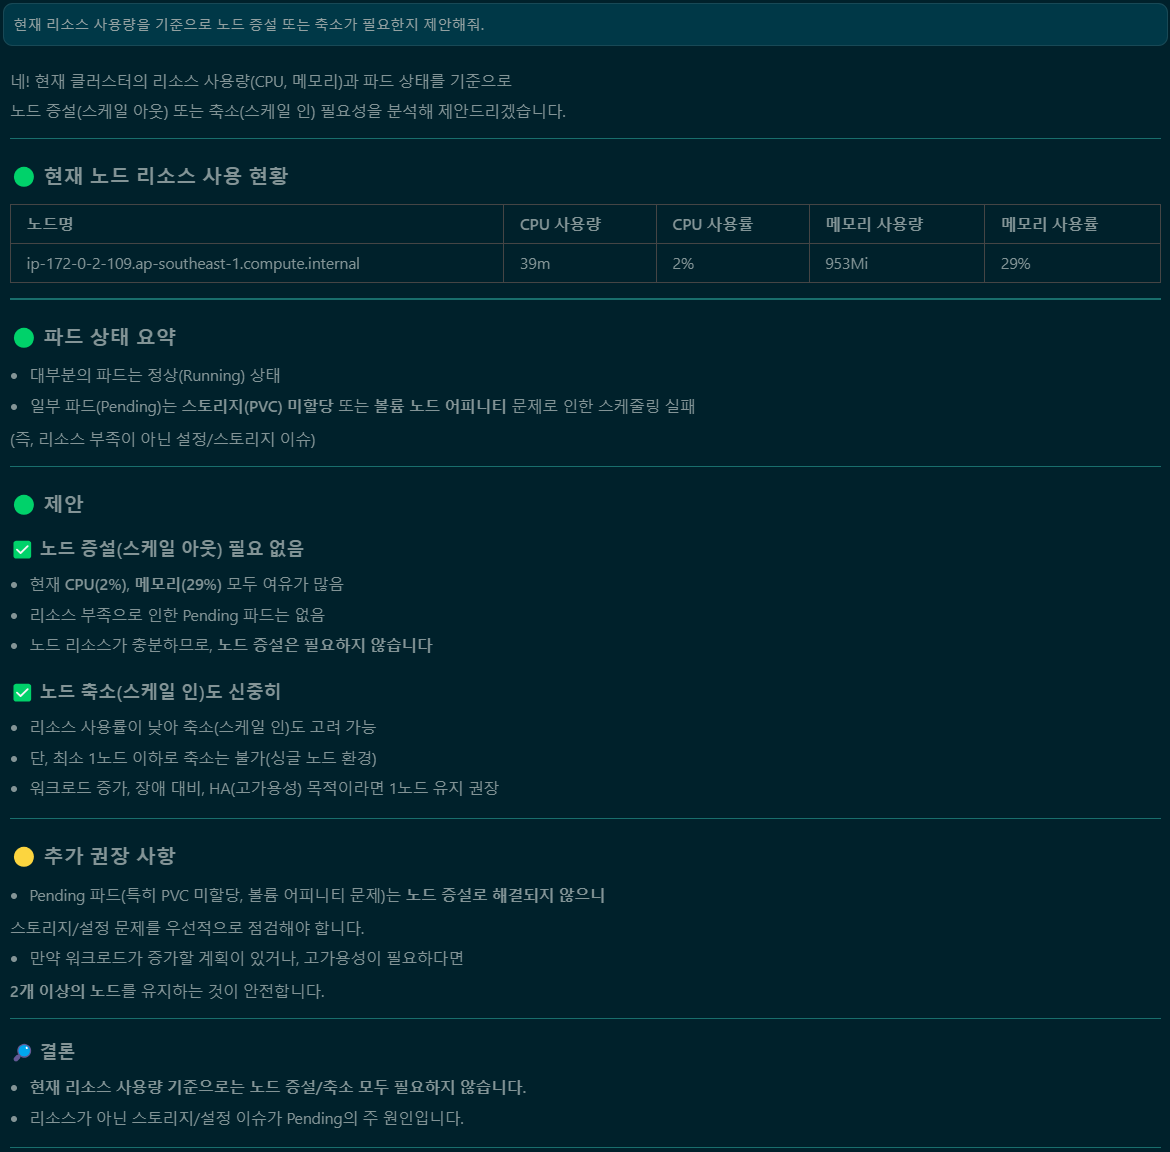 현재 리소스 사용량을 기준으로 노드 증설 또는 축소가 필요한지 제안해줘.
네! 현재 클러스터의 리소스 사용량(CPU, 메모리)과 파드 상태를 기준으로
노드 증설(스케일 아웃) 또는 축소(스케일 인) 필요성을 분석해 제안드리겠습니다.
현재 노드 리소스 사용 현황
노드명 CPU 사용량 CPU 사용률 메모리 사용량 메모리 사용률
ip-172-0-2-109.ap-southeast-1.compute.internal 39m 2% 953Mi 29%
파드 상태 요약
• 대부분의 파드는 정상(Running) 상태
• 일부 파드(Pending)는 스토리지(PVC) 미할당 또는 볼륨 노드 어피니티 문제로 인한 스케줄링 실패
(즉, 리소스 부족이 아닌 설정/스토리지 이슈)
제안
✅ 노드 증설(스케일 아웃) 필요 없음
• 현재 CPU(2%), 메모리(29%) 모두 여유가 많음
• 리소스 부족으로 인한 Pending 파드는 없음
• 노드 리소스가 충분하므로, 노드 증설은 필요하지 않습니다
✅ 노드 축소(스케일 인)도 신중히
• 리소스 사용률이 낮아 축소(스케일 인)도 고려 가능
• 단, 최소 1노드 이하로 축소는 불가(싱글 노드 환경)
• 워크로드 증가, 장애 대비, HA(고가용성) 목적이라면 1노드 유지 권장
추가 권장 사항
• Pending 파드(특히 PVC 미할당, 볼륨 어피니티 문제)는 노드 증설로 해결되지 않으니
스토리지/설정 문제를 우선적으로 점검해야 합니다.
• 만약 워크로드가 증가할 계획이 있거나, 고가용성이 필요하다면
2개 이상의 노드를 유지하는 것이 안전합니다.
결론
• 현재 리소스 사용량 기준으로는 노드 증설/축소 모두 필요하지 않습니다.
• 리소스가 아닌 스토리지/설정 이슈가 Pending의 주 원인입니다.